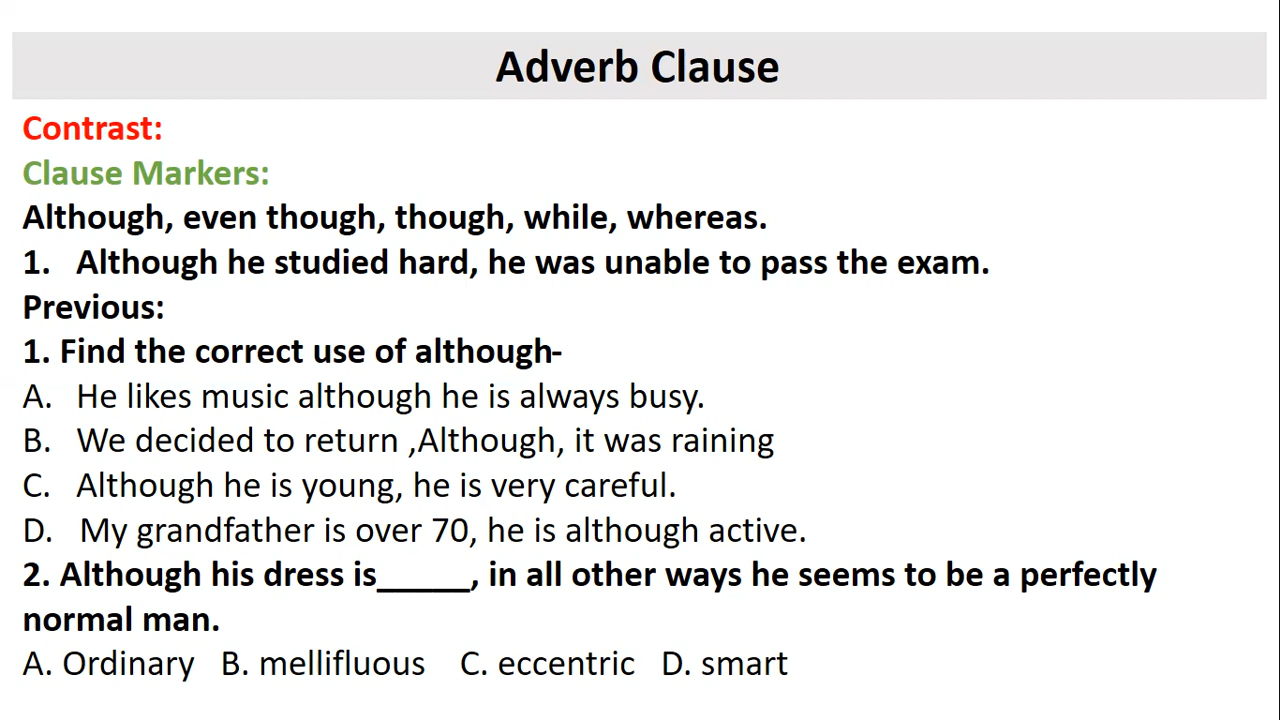 Adverb Clause
Contrast:
Clause Markers:
Although, even though, though, while, whereas.
1. Although he studied hard, he was unable to pass the exam.
Previous:
1. Find the correct use of although-
A. He likes music although he is always busy.
B. We decided to return ,Although, it was raining
C. Although he is young, he is very careful.
D. My grandfather is over 70, he is although active.
2. Although his dress is_____, in all other ways he seems to be a perfectly
normal man.
A. Ordinary B. mellifluous C. eccentric D. smart